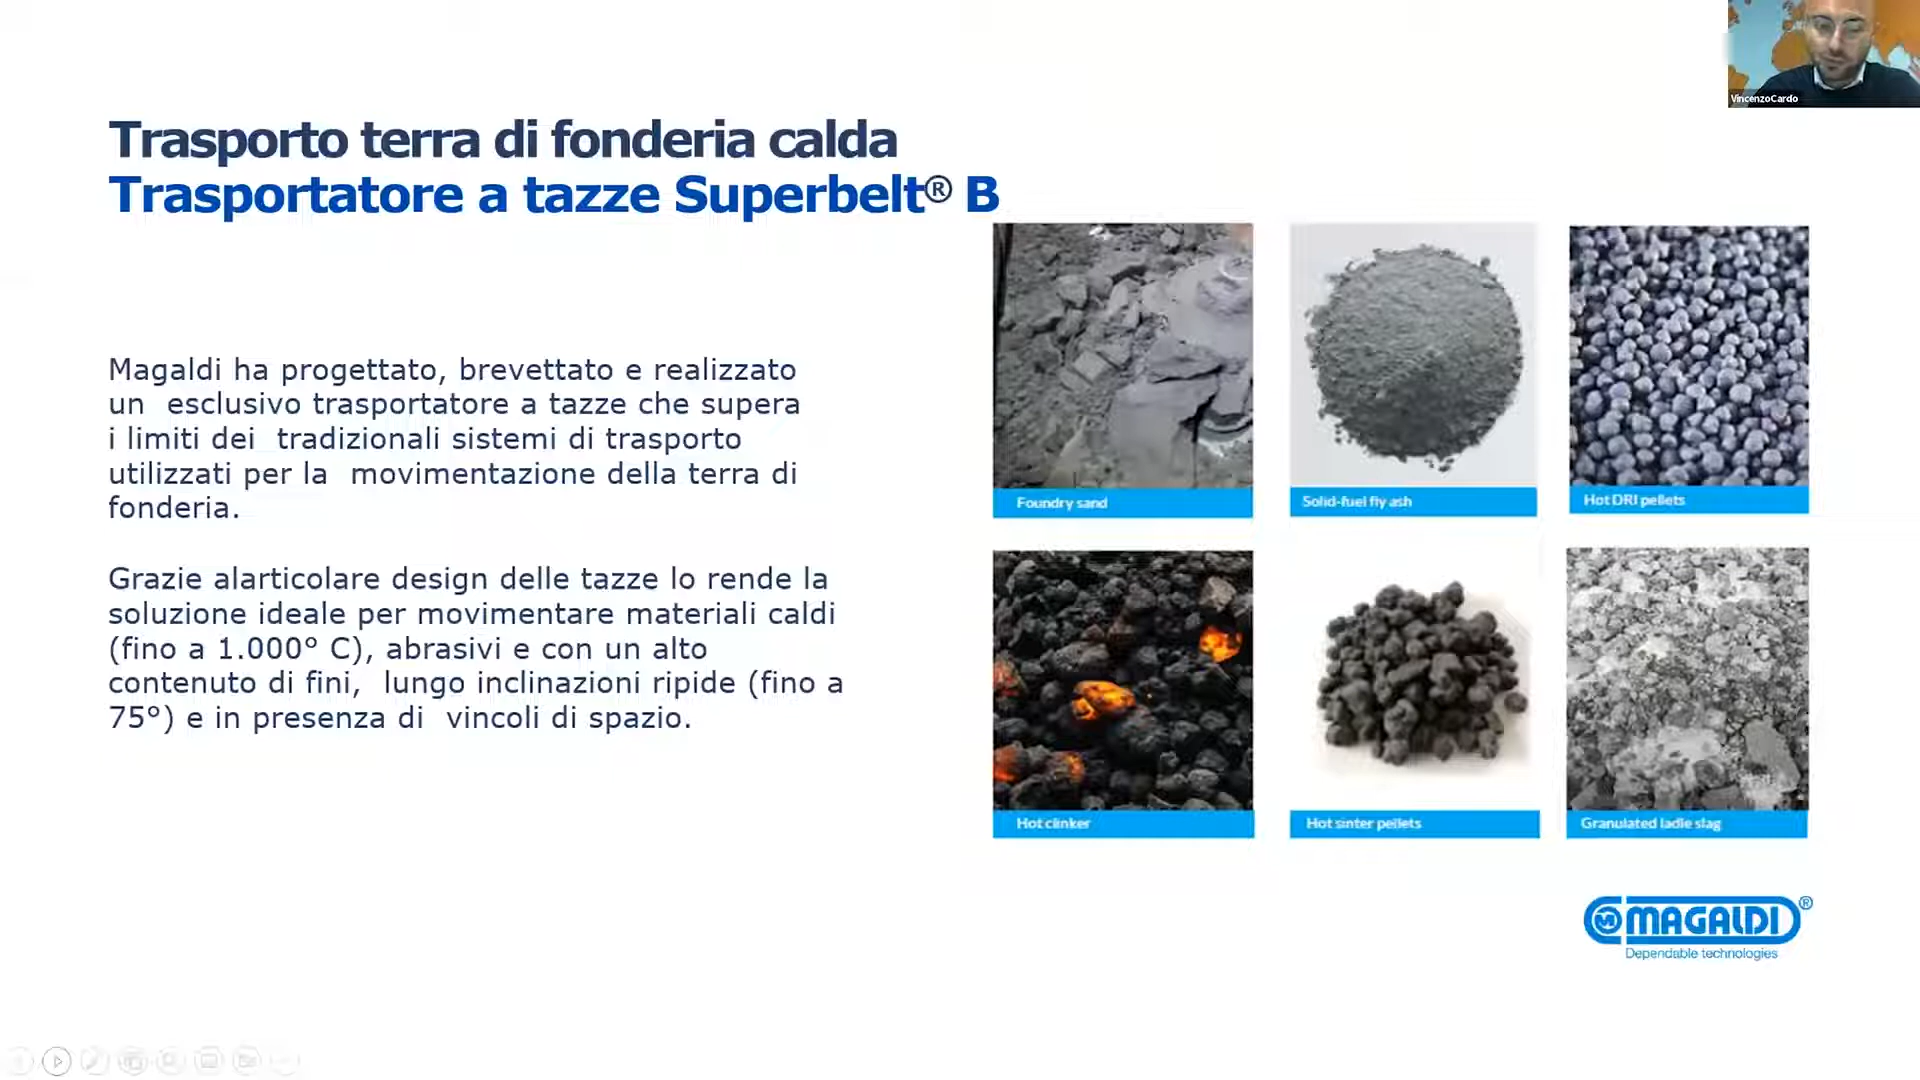 VincenzoCardo
Trasporto terra di fonderia calda
Trasportatore a tazze Superbelt® B
Magaldi ha progettato, brevettato e realizzato
un esclusivo trasportatore a tazze che supera
i limiti dei tradizionali sistemi di trasporto
utilizzati per la movimentazione della terra di
fonderia.
Grazie alarticolare design delle tazze lo rende la
soluzione ideale per movimentare materiali caldi
(fino a 1.000° C), abrasivi e con un alto
contenuto di fini, lungo inclinazioni ripide (fino a
75°) e in presenza di vincoli di spazio.
Foundry sand
Solid-fuel fly ash
Hot DRI pellets
Hot clinker
Hot sinter pellets
Granulated ladle slag
MAGALDI®
Dependable technologies